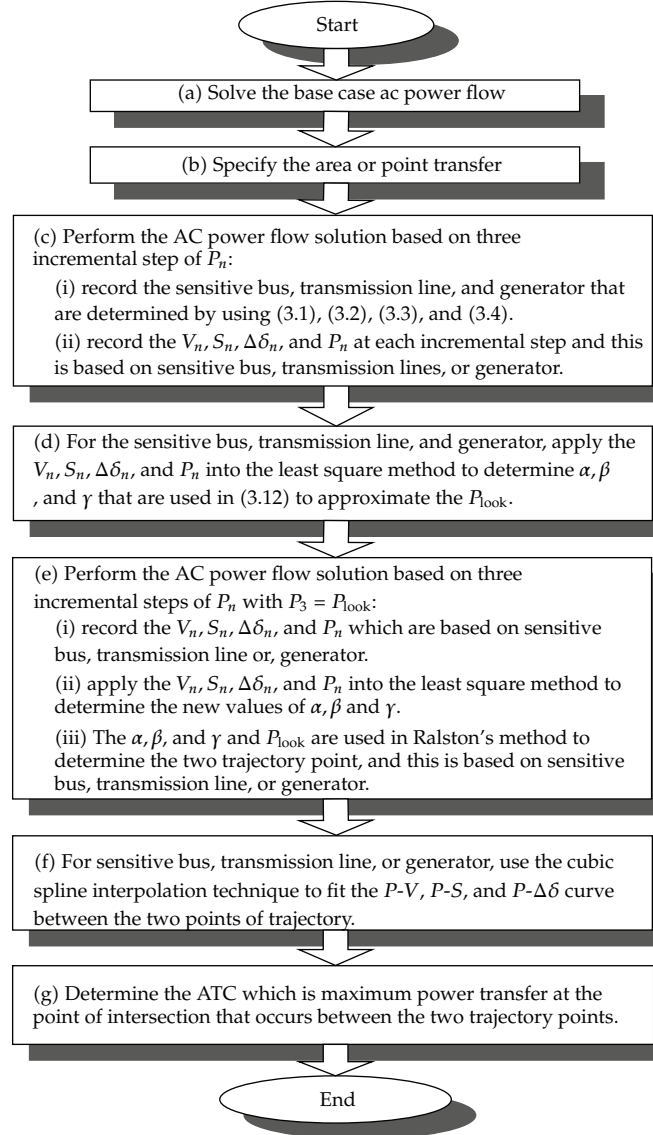 Start
(a) Solve the base case ac power flow
(b) Specify the area or point transfer
(c) Perform the AC power flow solution based on three
incremental step of Pₙ:
(i) record the sensitive bus, transmission line, and generator that
are determined by using (3.1), (3.2), (3.3), and (3.4).
(ii) record the Vₙ, Sₙ, Δδₙ, and Pₙ at each incremental step and this
is based on sensitive bus, transmission lines, or generator.
(d) For the sensitive bus, transmission line, and generator, apply the
Vₙ, Sₙ, Δδₙ, and Pₙ into the least square method to determine α, β
, and γ that are used in (3.12) to approximate the P_look.
(e) Perform the AC power flow solution based on three
incremental steps of Pₙ with P₃ = P_look:
(i) record the Vₙ, Sₙ, Δδₙ, and Pₙ which are based on sensitive
bus, transmission line or, generator.
(ii) apply the Vₙ, Sₙ, Δδₙ, and Pₙ into the least square method to
determine the new values of α, β and γ.
(iii) The α, β, and γ and P_look are used in Ralston's method to
determine the two trajectory point, and this is based on sensitive
bus, transmission line, or generator.
(f) For sensitive bus, transmission line, or generator, use the cubic
spline interpolation technique to fit the P-V, P-S, and P-Δδ curve
between the two points of trajectory.
(g) Determine the ATC which is maximum power transfer at the
point of intersection that occurs between the two trajectory points.
End